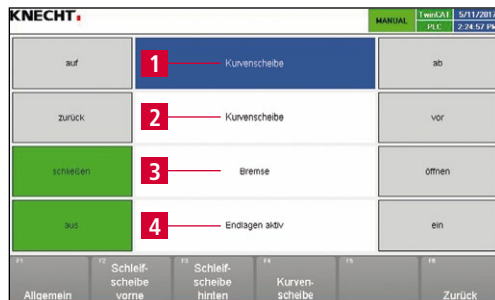 KNECHT.
MANUAL TwinCAT 5/11/2017
PLC 2:24:57 PM
auf 1 Kurvenscheibe ab
zurück 2 Kurvenscheibe vor
schließen 3 Bremse öffnen
aus 4 Endlagen aktiv ein
F1 F2 F3 F4 F5 F6
Allgemein
Schleif-
scheibe
vorne
Schleif-
scheibe
hinten
Kurven-
scheibe
Zurück